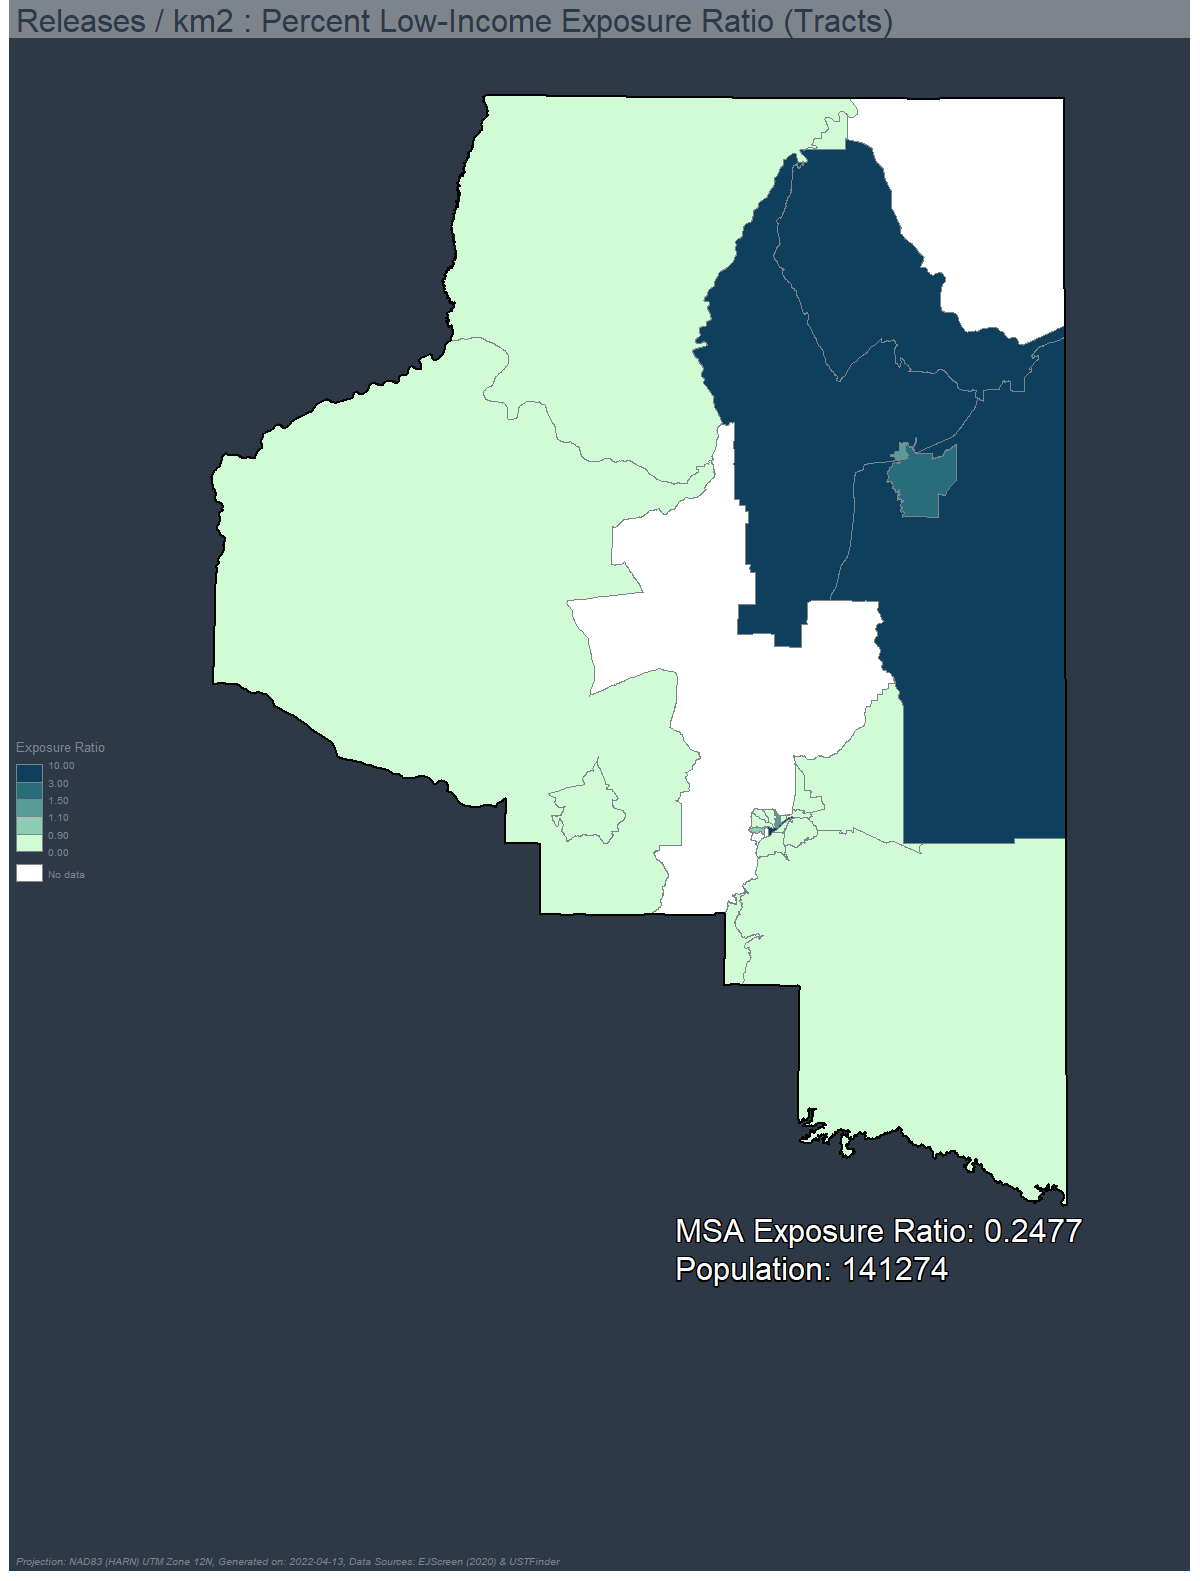 Releases / km2 : Percent Low-Income Exposure Ratio (Tracts)
Exposure Ratio
10.00
3.00
1.50
1.10
0.90
0.00
No data
MSA Exposure Ratio: 0.2477
Population: 141274
Projection: NAD83 (HARN) UTM Zone 12N, Generated on: 2022-04-13, Data Sources: EJScreen (2020) & USTFinder